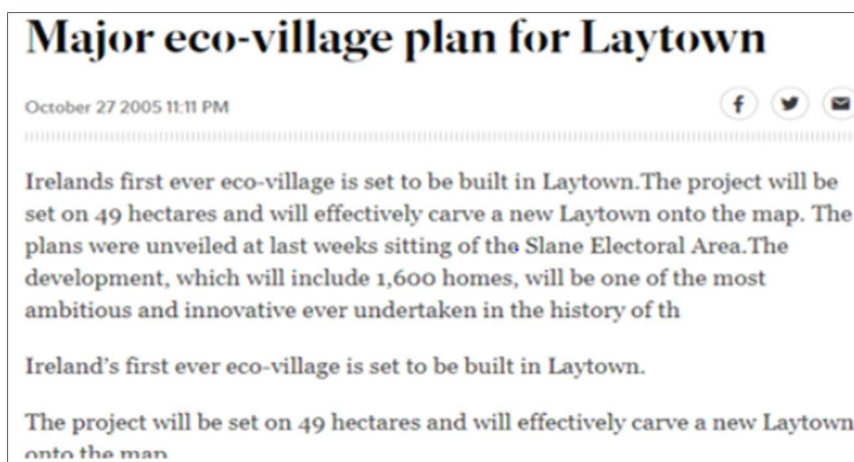 Major eco-village plan for Laytown
October 27 2005 11:11 PM
Irelands first ever eco-village is set to be built in Laytown.The project will be
set on 49 hectares and will effectively carve a new Laytown onto the map. The
plans were unveiled at last weeks sitting of the Slane Electoral Area.The
development, which will include 1,600 homes, will be one of the most
ambitious and innovative ever undertaken in the history of th
Ireland's first ever eco-village is set to be built in Laytown.
The project will be set on 49 hectares and will effectively carve a new Laytown
onto the map